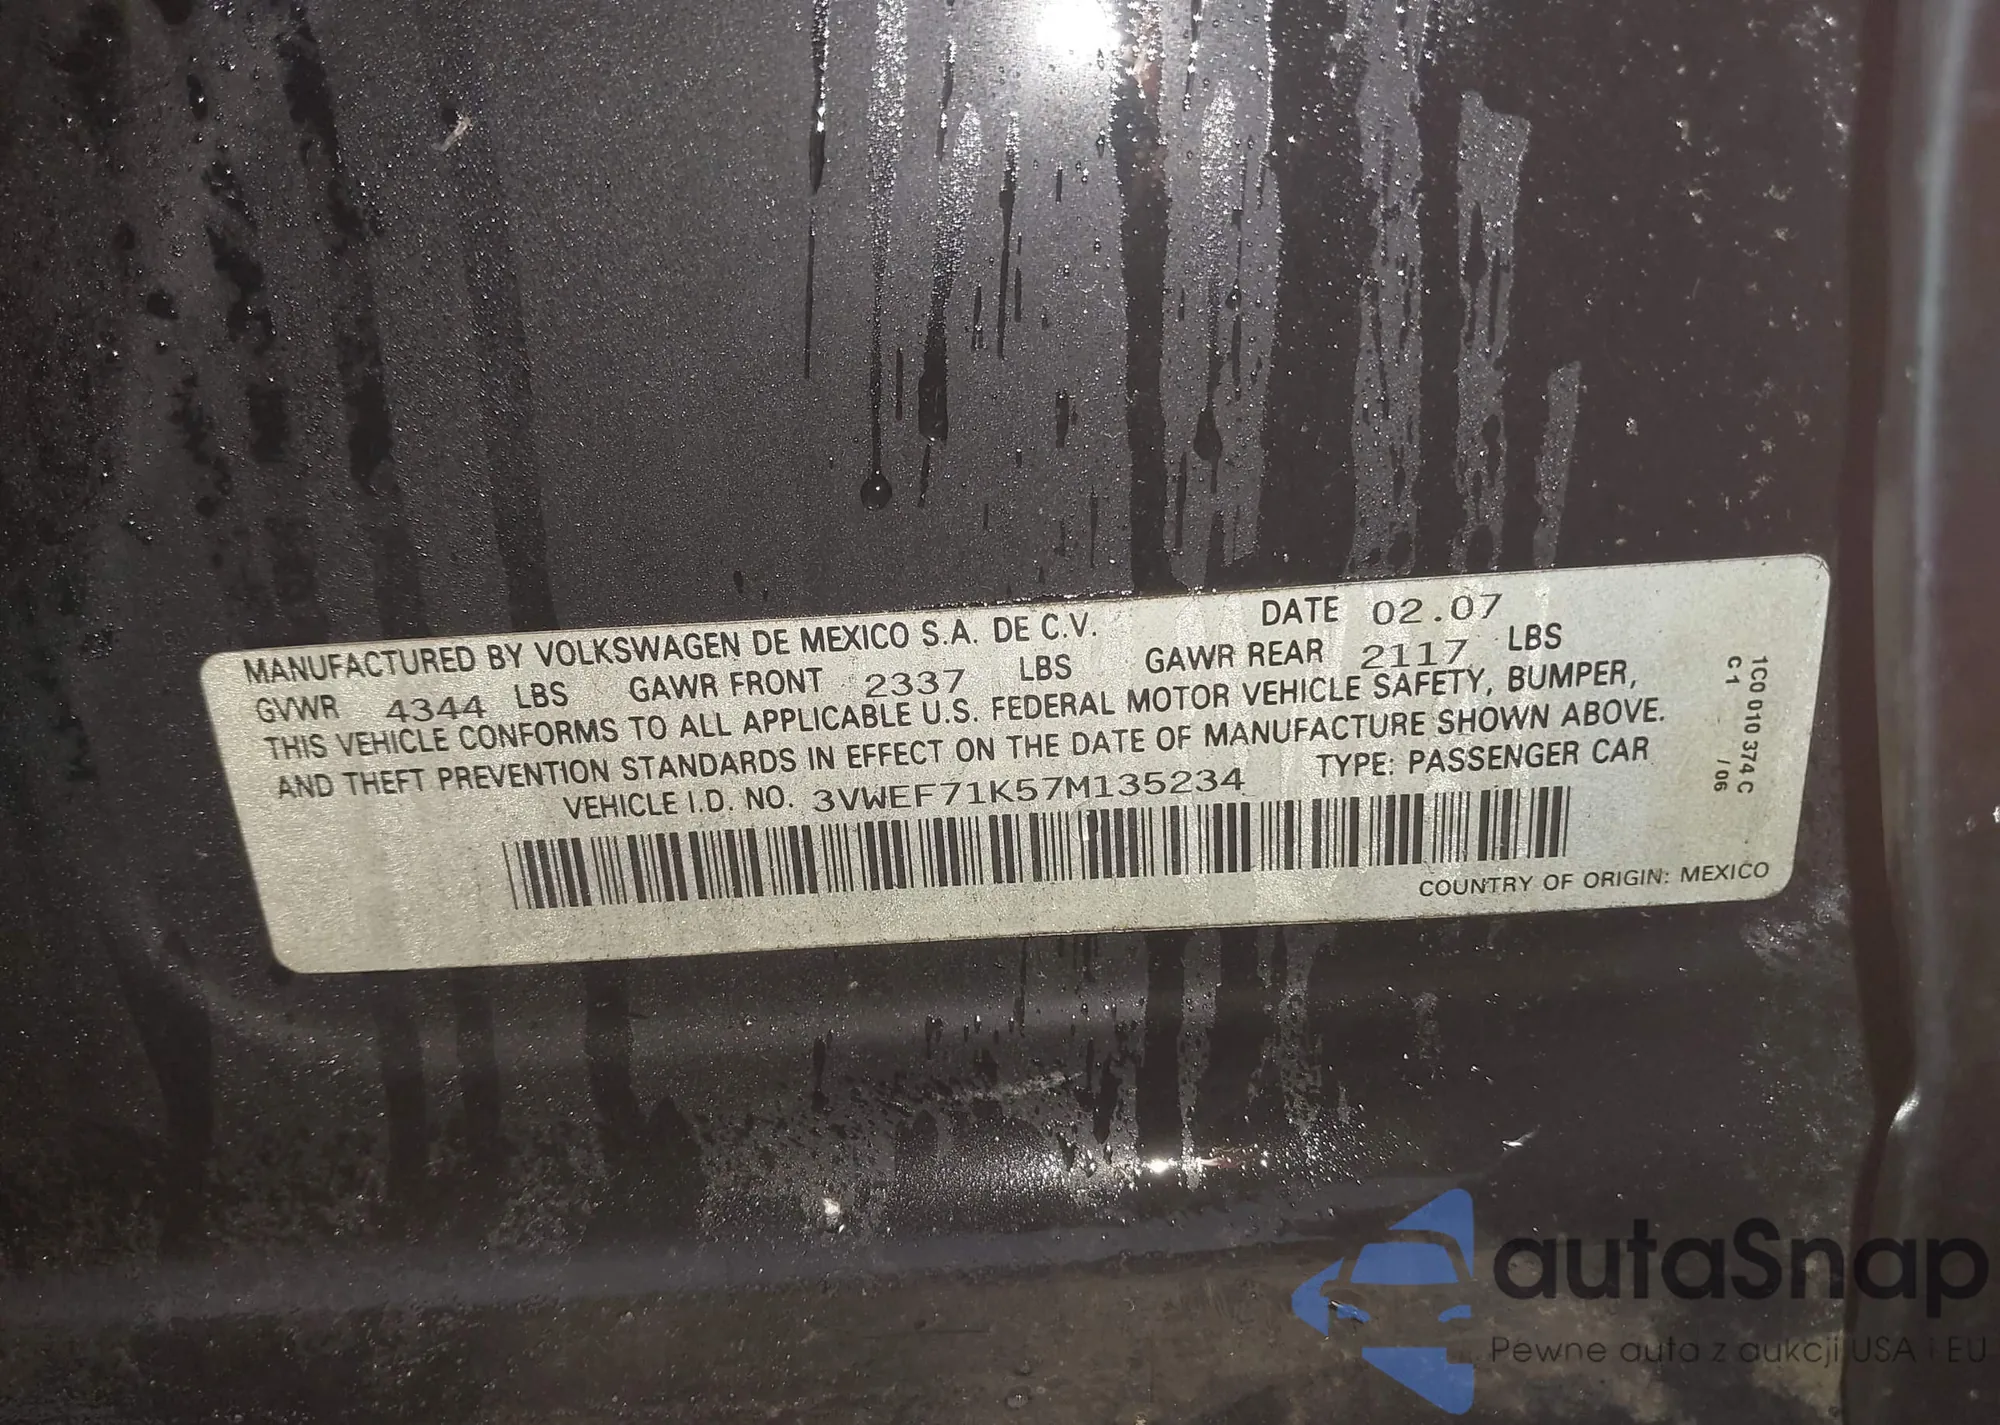 MANUFACTURED BY VOLKSWAGEN DE MEXICO S.A. DE C.V. DATE 02.07
GVWR 4344 LBS GAWR FRONT 2337 LBS GAWR REAR 2117 LBS
THIS VEHICLE CONFORMS TO ALL APPLICABLE U.S. FEDERAL MOTOR VEHICLE SAFETY, BUMPER,
AND THEFT PREVENTION STANDARDS IN EFFECT ON THE DATE OF MANUFACTURE SHOWN ABOVE.
VEHICLE I.D. NO. 3VWEF71K57M135234 TYPE: PASSENGER CAR
COUNTRY OF ORIGIN: MEXICO
1C0 010 374 C
C1 / 06
autaSnap
Pewne auta z aukcji USA i EU